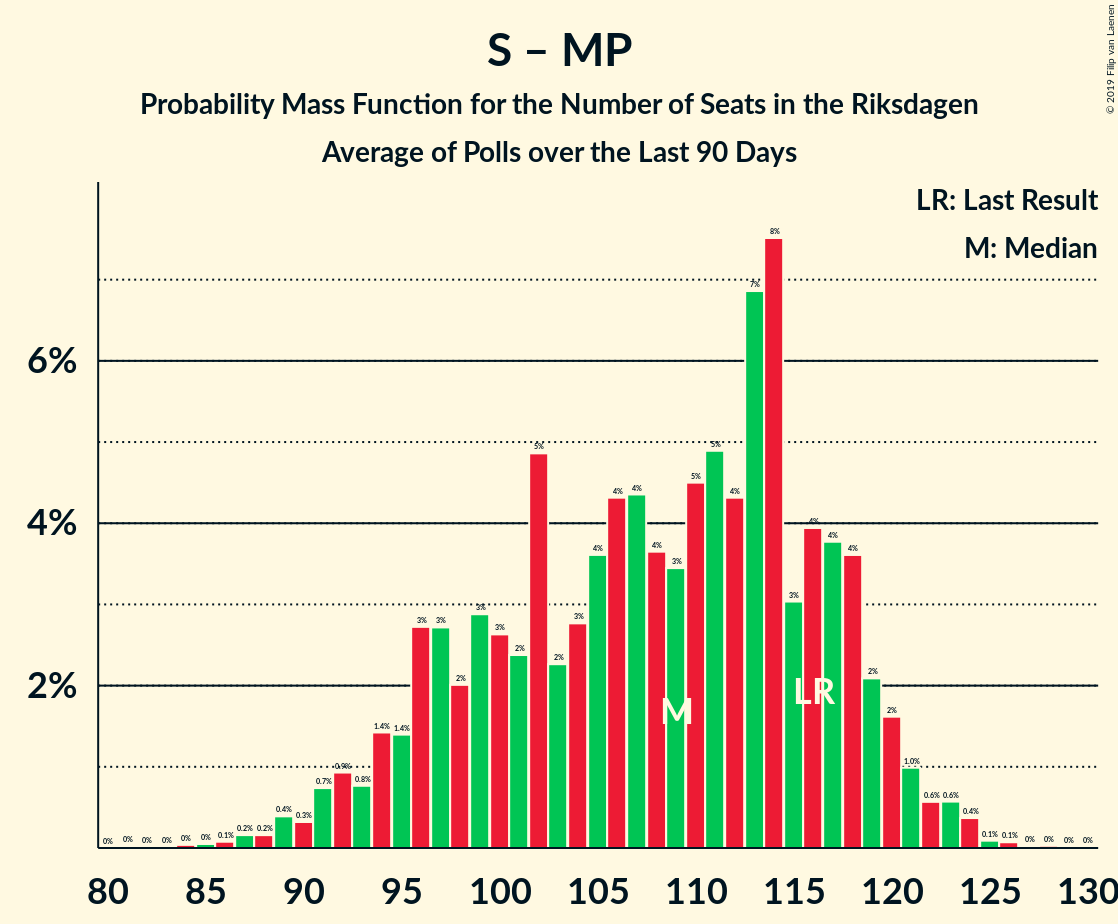 S – MP
Probability Mass Function for the Number of Seats in the Riksdagen
Average of Polls over the Last 90 Days
© 2019 Filip van Laenen
LR: Last Result
M: Median
8%
7%
6%
5% 5% 5%
4% 4% 4% 4% 4% 4% 4% 4%
4%
3% 3% 3% 3% 3% 3% 3%
2% 2% 2% 2% 2%
2%
M LR
1.4% 1.4% 1.0%
0.7% 0.9% 0.8% 0.6% 0.6%
0% 0% 0% 0% 0% 0% 0.1% 0.2% 0.2% 0.4% 0.3% 0.4% 0.1% 0.1% 0% 0% 0% 0%
80 85 90 95 100 105 110 115 120 125 130